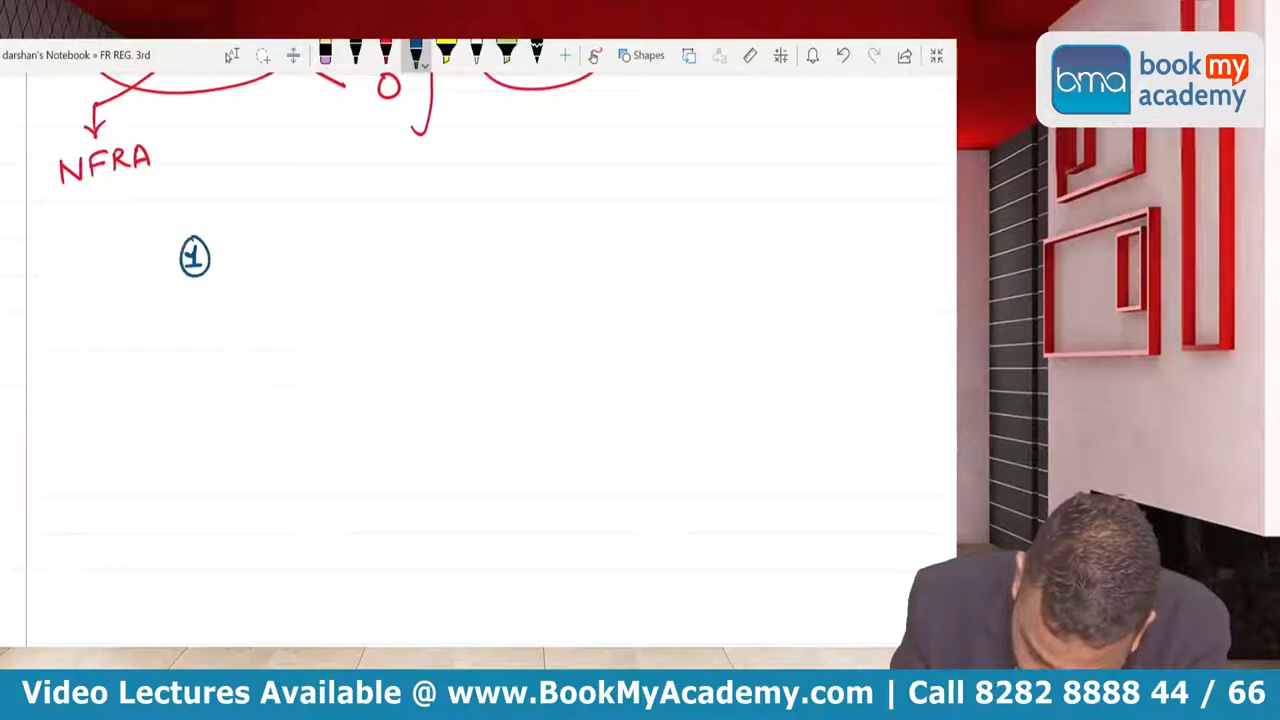 darshan's Notebook » FR REG. 3rd
Shapes
bma
book my
academy
NFRA
1
Video Lectures Available @ www.BookMyAcademy.com | Call 8282 8888 44 / 66